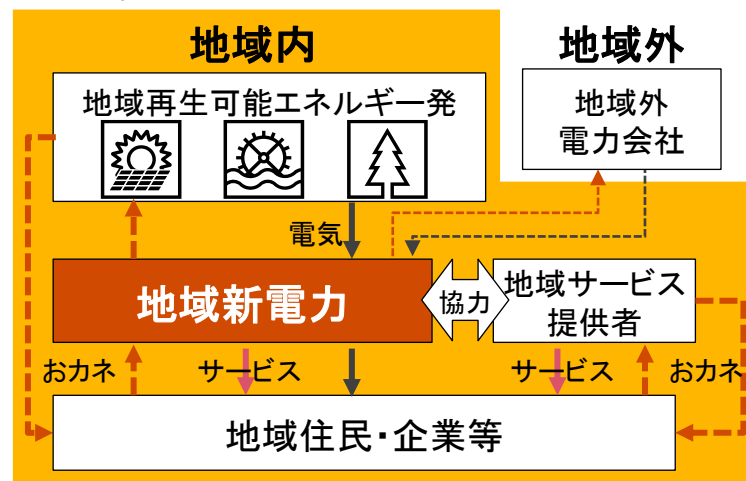 地域内
地域外
地域再生可能エネルギー発
地域外
電力会社
電気
地域新電力
協力
地域サービス
提供者
おカネ
サービス
サービス
おカネ
地域住民・企業等